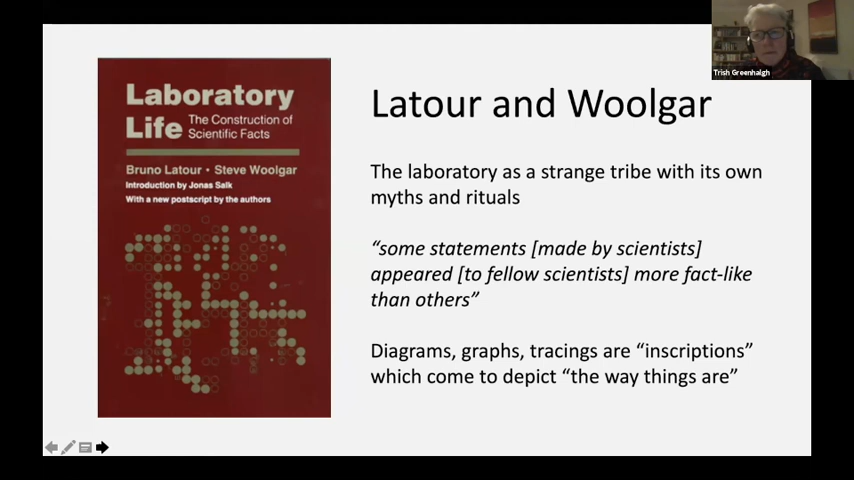 Trish Greenhalgh
Laboratory
Life The Construction of
Scientific Facts
Bruno Latour • Steve Woolgar
Introduction by Jonas Salk
With a new postscript by the authors
Latour and Woolgar
The laboratory as a strange tribe with its own
myths and rituals
“some statements [made by scientists]
appeared [to fellow scientists] more fact-like
than others”
Diagrams, graphs, tracings are “inscriptions”
which come to depict “the way things are”